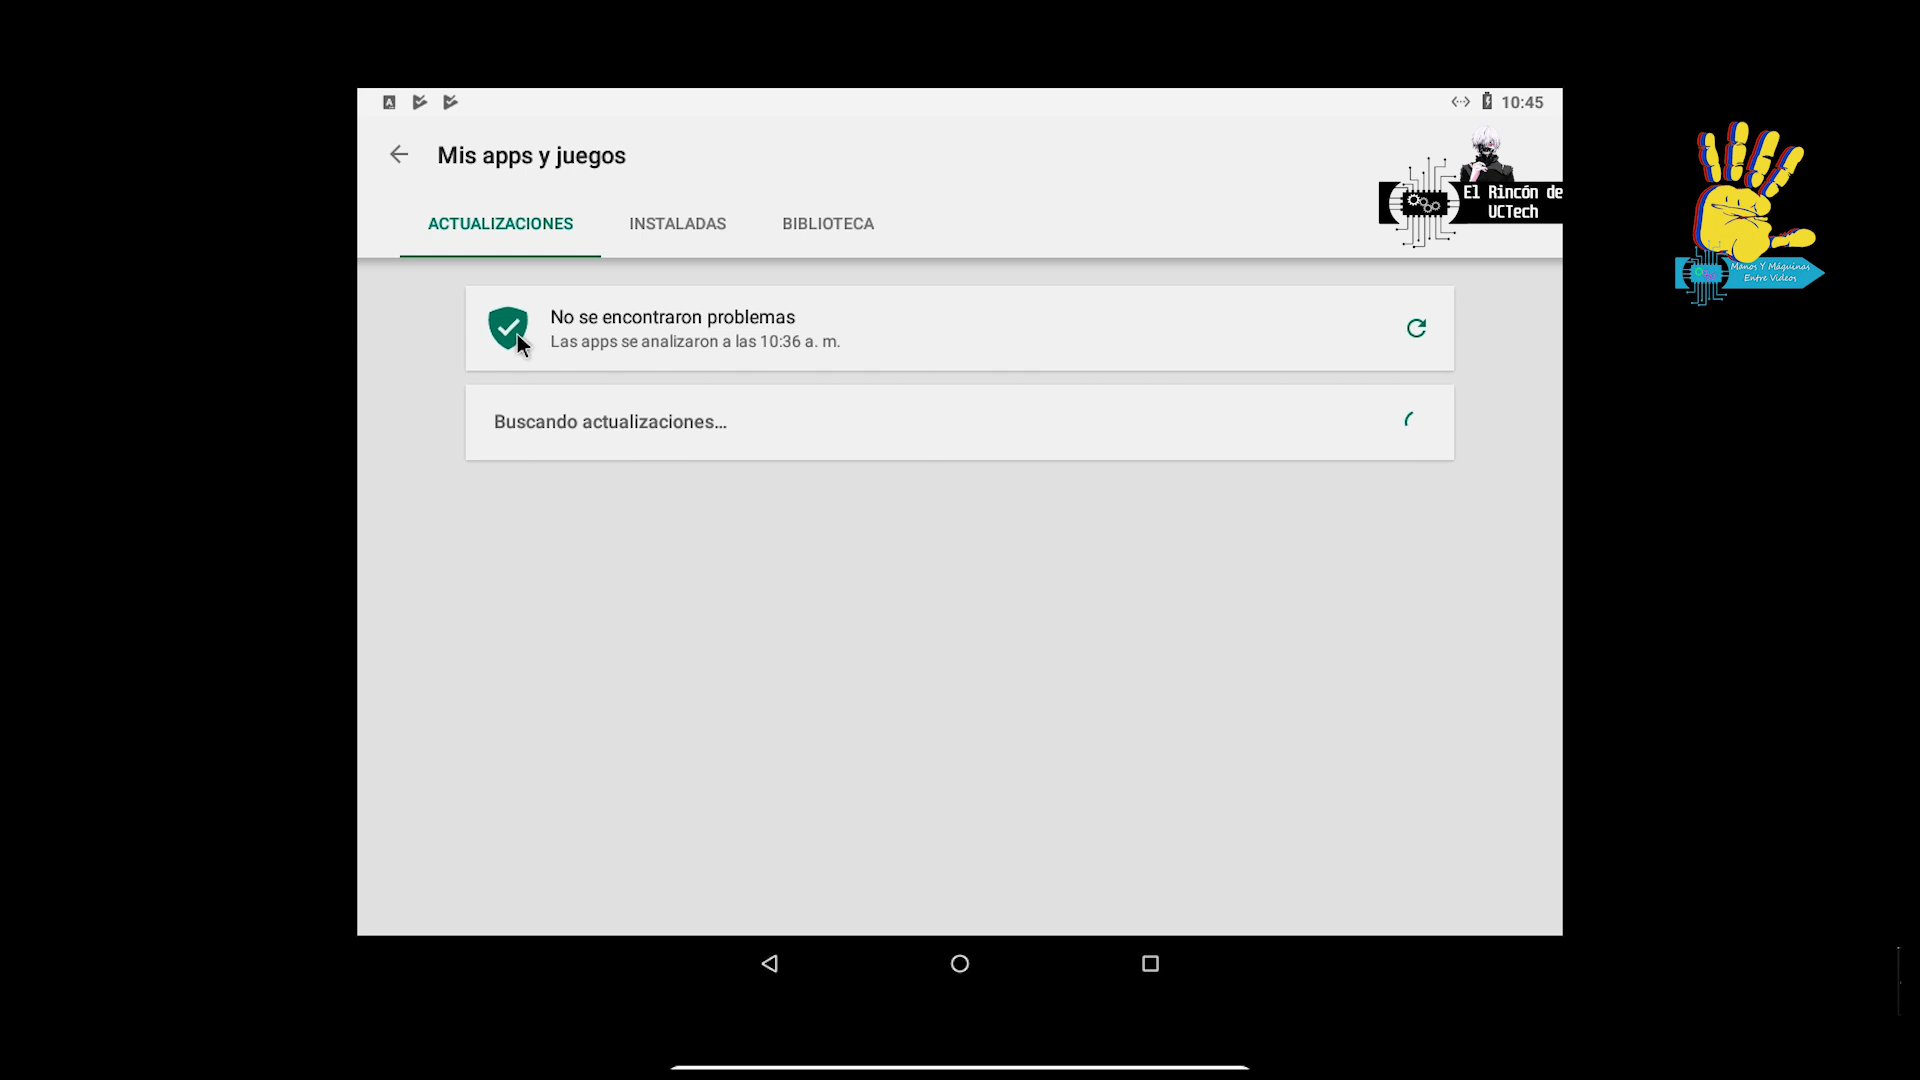 10:45
Mis apps y juegos
El Rincón de
UCTech
ACTUALIZACIONES
INSTALADAS
BIBLIOTECA
Manos Y Máquinas
Entre Videos
No se encontraron problemas
Las apps se analizaron a las 10:36 a. m.
Buscando actualizaciones...